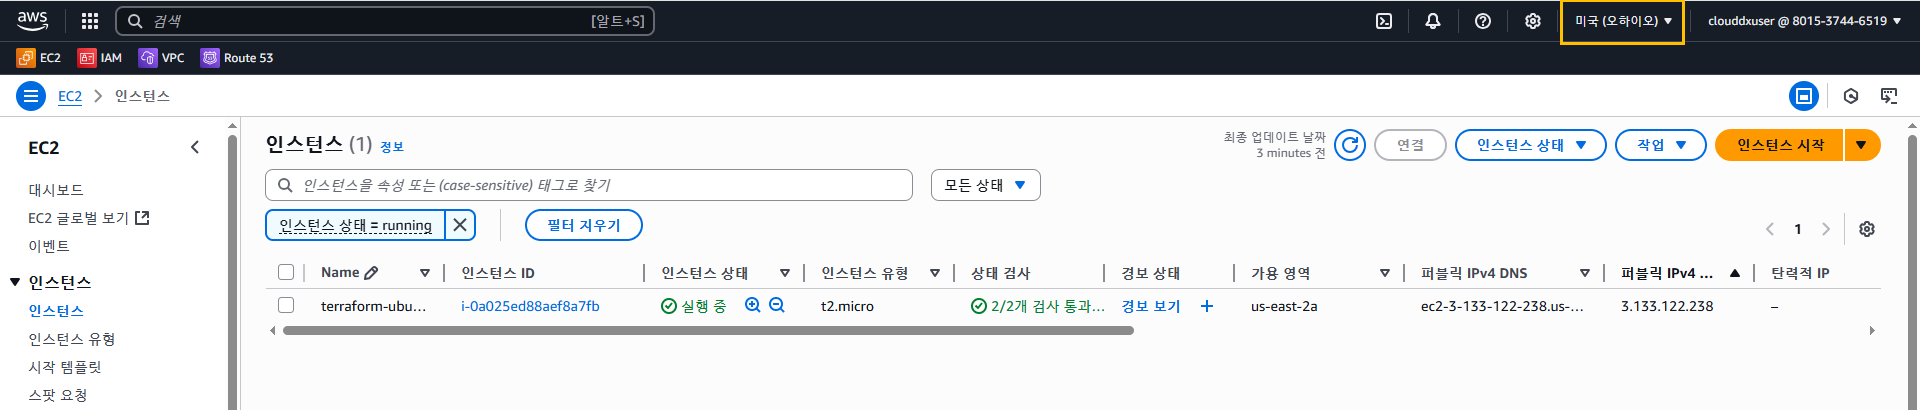 aws
검색
[알트+S]
미국 (오하이오)
clouddxuser @ 8015-3744-6519
EC2
IAM
VPC
Route 53
EC2
인스턴스
EC2
대시보드
EC2 글로벌 보기
이벤트
인스턴스
인스턴스
인스턴스 유형
시작 템플릿
스팟 요청
인스턴스 (1) 정보
최종 업데이트 날짜
3 minutes 전
연결
인스턴스 상태
작업
인스턴스 시작
인스턴스을 속성 또는 (case-sensitive) 태그로 찾기
모든 상태
인스턴스 상태 = running
필터 지우기
1
Name
인스턴스 ID
인스턴스 상태
인스턴스 유형
상태 검사
경보 상태
가용 영역
퍼블릭 IPv4 DNS
퍼블릭 IPv4 ...
탄력적 IP
terraform-ubu...
i-0a025ed88aef8a7fb
실행 중
t2.micro
2/2개 검사 통과...
경보 보기
us-east-2a
ec2-3-133-122-238.us-...
3.133.122.238
–